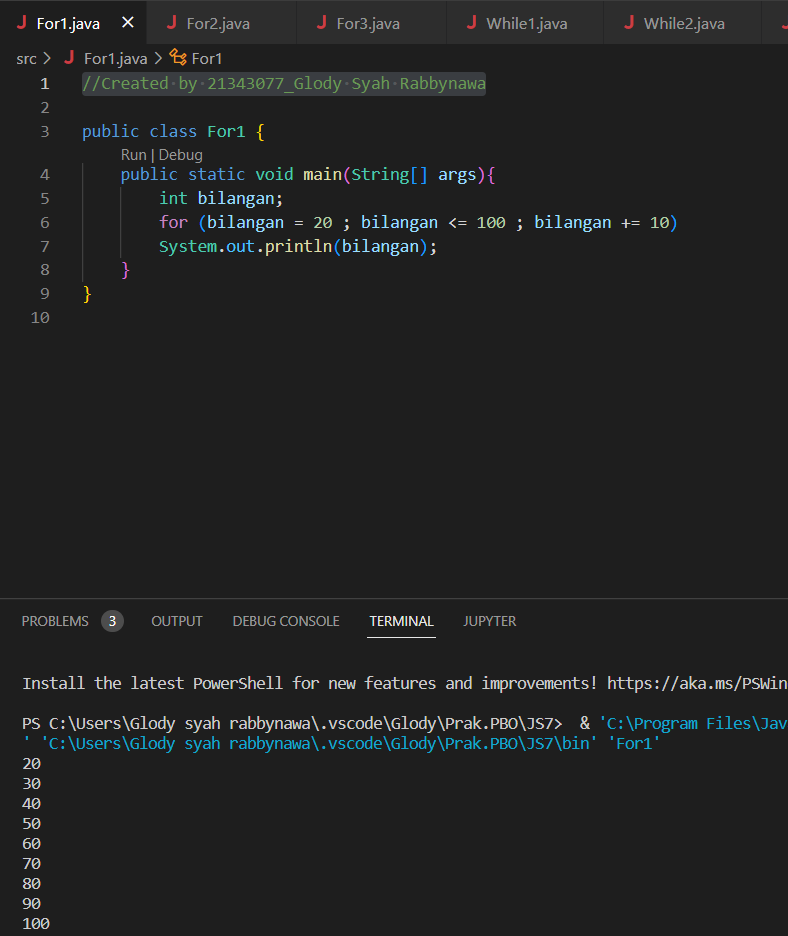 J For1.java × J For2.java J For3.java J While1.java J While2.java
src > J For1.java > For1
1 //Created by 21343077_Glody Syah Rabbynawa
2
3 public class For1 {
Run | Debug
4 public static void main(String[] args){
5 int bilangan;
6 for (bilangan = 20 ; bilangan <= 100 ; bilangan += 10)
7 System.out.println(bilangan);
8 }
9 }
10
PROBLEMS 3 OUTPUT DEBUG CONSOLE TERMINAL JUPYTER
Install the latest PowerShell for new features and improvements! https://aka.ms/PSWin
PS C:\Users\Glody syah rabbynawa\.vscode\Glody\Prak.PBO\JS7> & 'C:\Program Files\Jav
' 'C:\Users\Glody syah rabbynawa\.vscode\Glody\Prak.PBO\JS7\bin' 'For1'
20
30
40
50
60
70
80
90
100